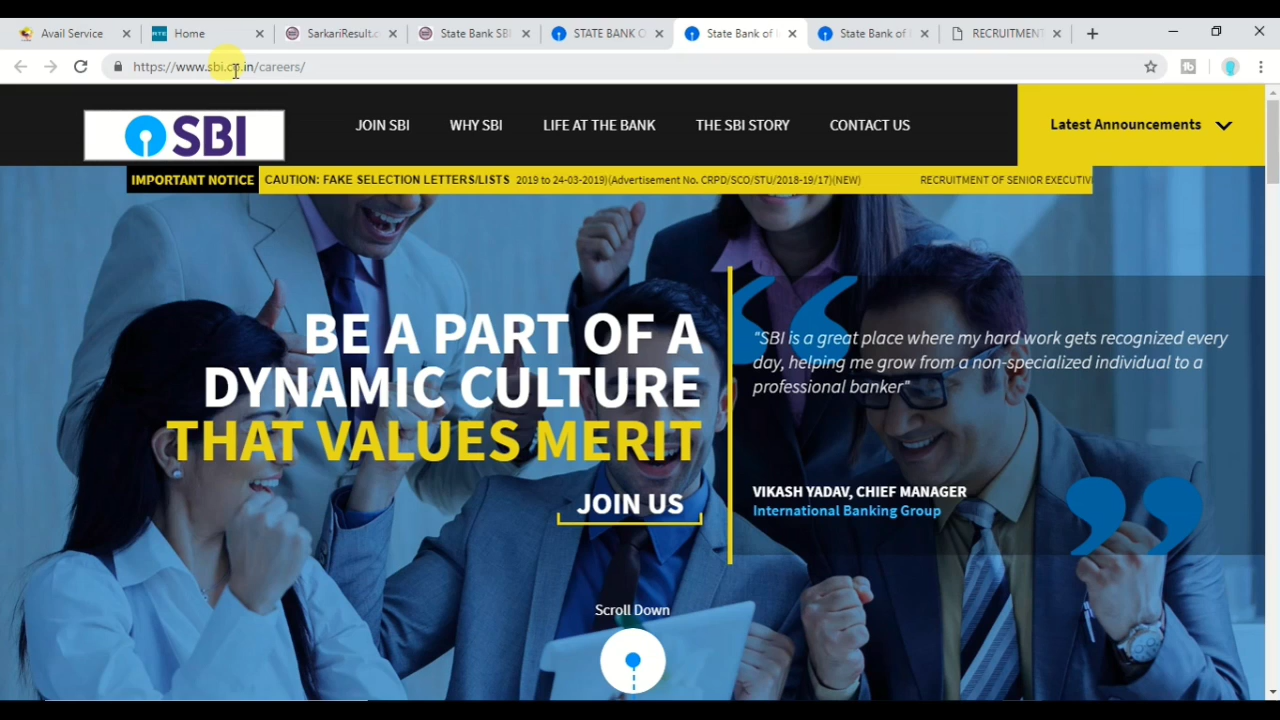 Avail Service
Home
SarkariResult.c
State Bank SBI
STATE BANK O
State Bank of I
State Bank of I
RECRUITMENT
https://www.sbi.co.in/careers/
SBI
JOIN SBI
WHY SBI
LIFE AT THE BANK
THE SBI STORY
CONTACT US
Latest Announcements
IMPORTANT NOTICE
CAUTION: FAKE SELECTION LETTERS/LISTS
2019 to 24-03-2019)(Advertisement No. CRPD/SCO/STU/2018-19/17)(NEW)
RECRUITMENT OF SENIOR EXECUTIV
BE A PART OF A
DYNAMIC CULTURE
THAT VALUES MERIT
JOIN US
"SBI is a great place where my hard work gets recognized every
day, helping me grow from a non-specialized individual to a
professional banker"
VIKASH YADAV, CHIEF MANAGER
International Banking Group
Scroll Down